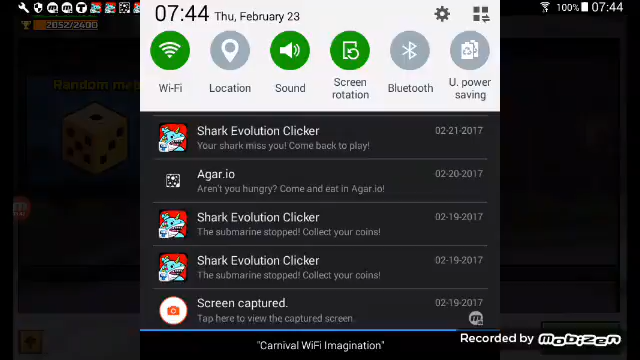 07:44 Thu, February 23
100% 07:44
2052/2400
Wi-Fi
Location
Sound
Screen rotation
Bluetooth
U. power saving
Random
Shark Evolution Clicker 02-21-2017
Your shark miss you! Come back to play!
Agar.io 02-20-2017
Aren't you hungry? Come and eat in Agar.io!
Shark Evolution Clicker 02-19-2017
The submarine stopped! Collect your coins!
Shark Evolution Clicker 02-19-2017
The submarine stopped! Collect your coins!
Screen captured. 02-19-2017
Tap here to view the captured screen.
"Carnival WiFi Imagination"
Recorded by Mobizen